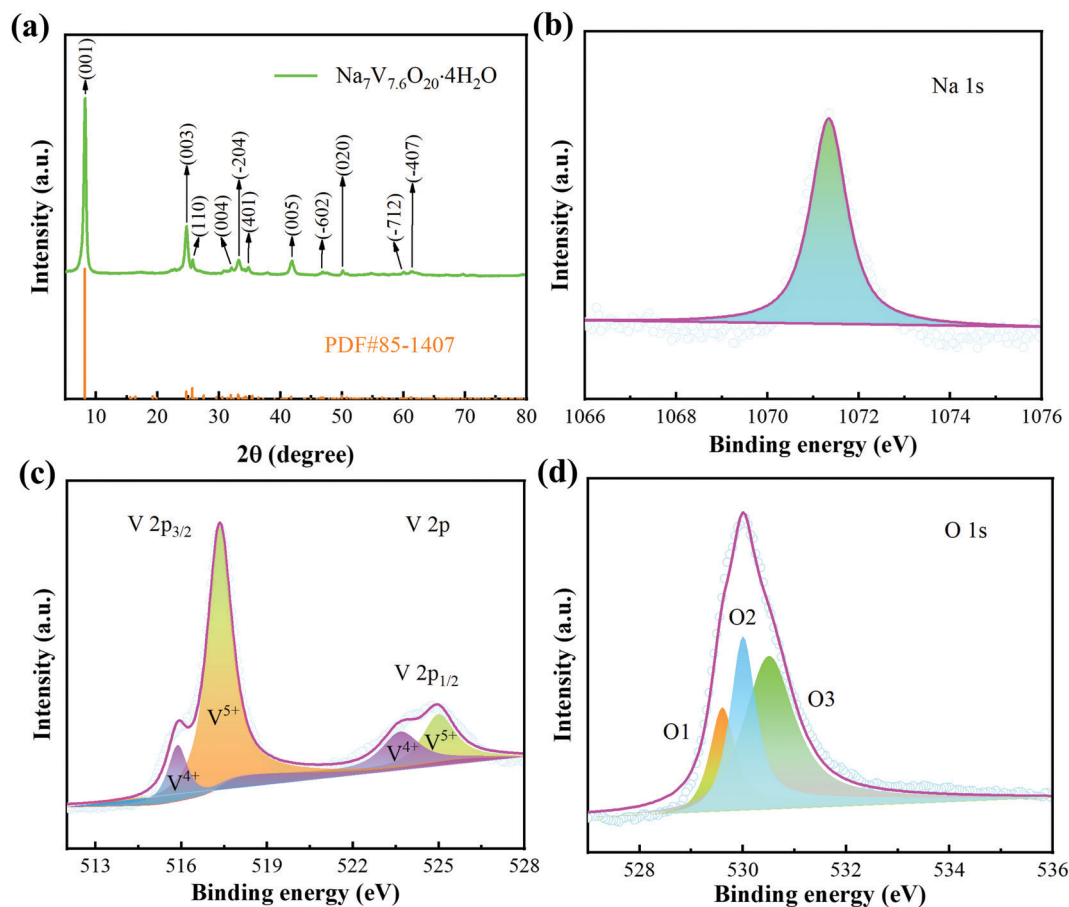 (a)
Intensity (a.u.)
(001)
(003)
(110)
(004)
(-204)
(401)
(005)
(-602)
(020)
(-712)
(-407)
Na₇V₇.₆O₂₀·4H₂O
PDF#85-1407
10 20 30 40 50 60 70 80
2θ (degree)
(b)
Intensity (a.u.)
Na 1s
1066 1068 1070 1072 1074 1076
Binding energy (eV)
(c)
Intensity (a.u.)
V 2p₃/₂
V 2p
V 2p₁/₂
V⁴⁺
V⁵⁺
V⁴⁺
V⁵⁺
513 516 519 522 525 528
Binding energy (eV)
(d)
Intensity (a.u.)
O 1s
O1
O2
O3
528 530 532 534 536
Binding energy (eV)